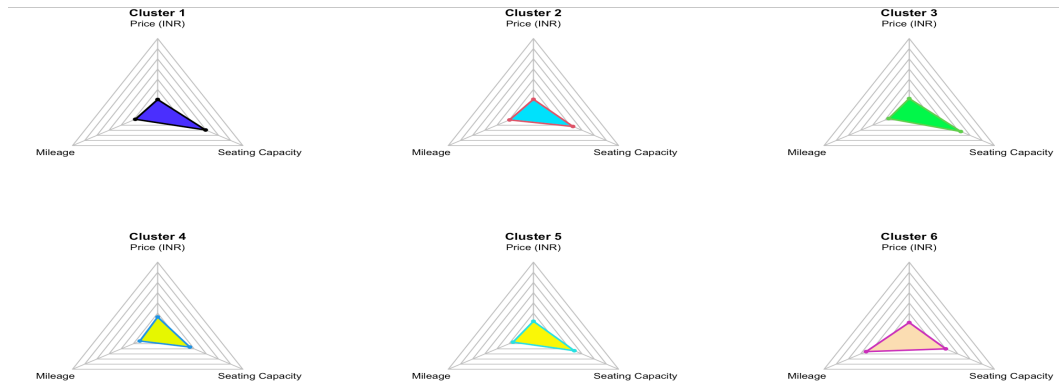 Cluster 1
Price (INR)
Mileage
Seating Capacity
Cluster 2
Price (INR)
Mileage
Seating Capacity
Cluster 3
Price (INR)
Mileage
Seating Capacity
Cluster 4
Price (INR)
Mileage
Seating Capacity
Cluster 5
Price (INR)
Mileage
Seating Capacity
Cluster 6
Price (INR)
Mileage
Seating Capacity